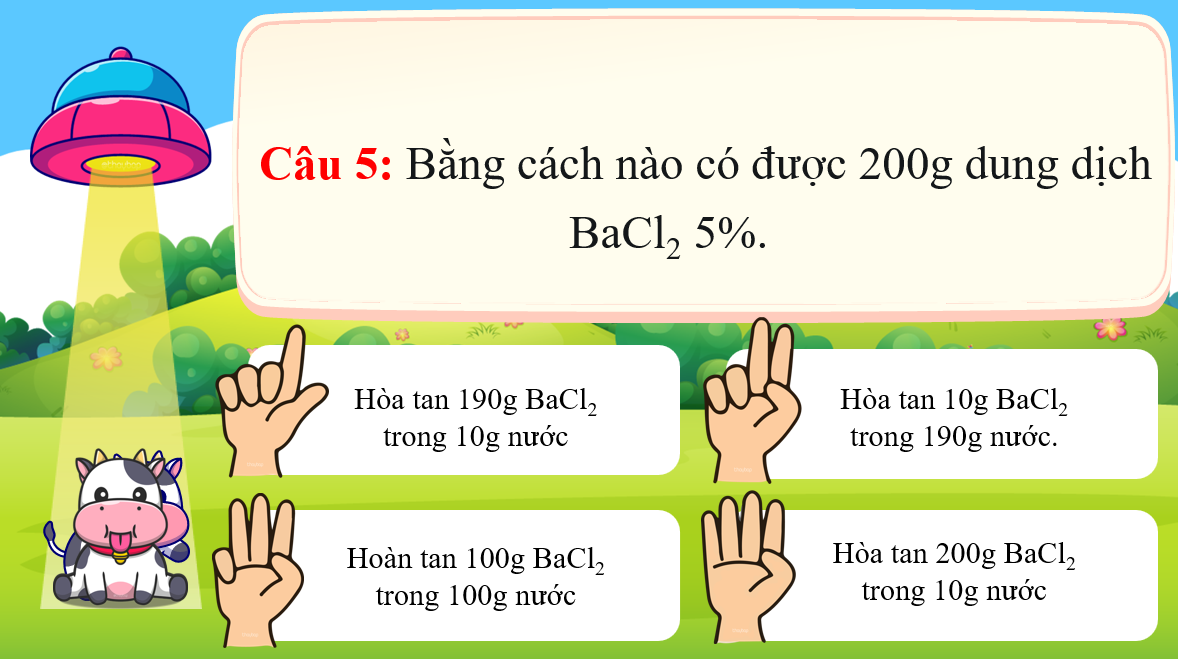 Câu 5: Bằng cách nào có được 200g dung dịch
BaCl₂ 5%.
Hòa tan 190g BaCl₂
trong 10g nước
Hòa tan 10g BaCl₂
trong 190g nước.
Hoàn tan 100g BaCl₂
trong 100g nước
Hòa tan 200g BaCl₂
trong 10g nước